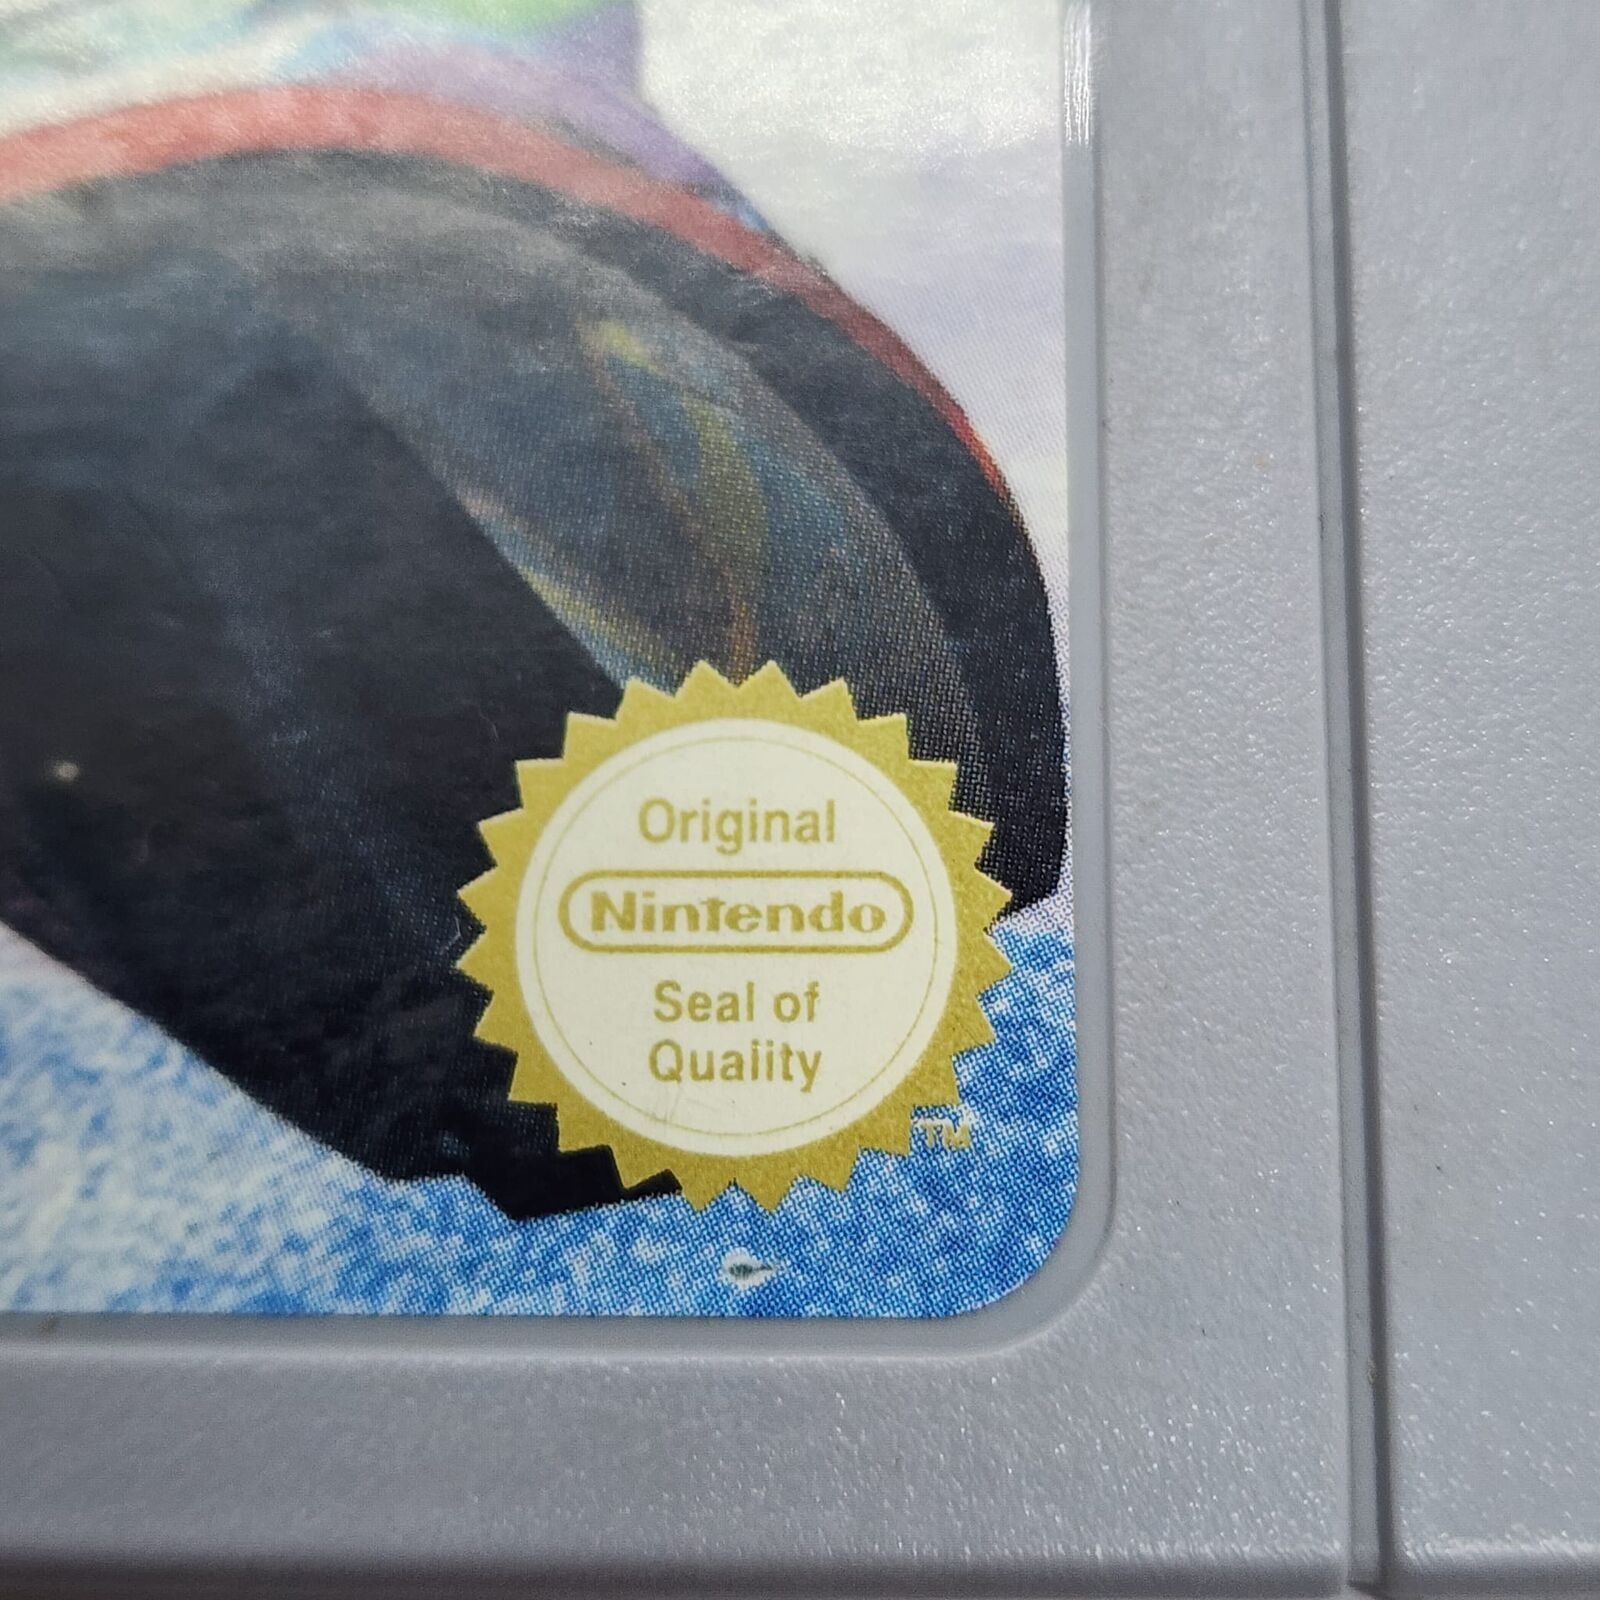 Original
Nintendo
Seal of
Quality
TM